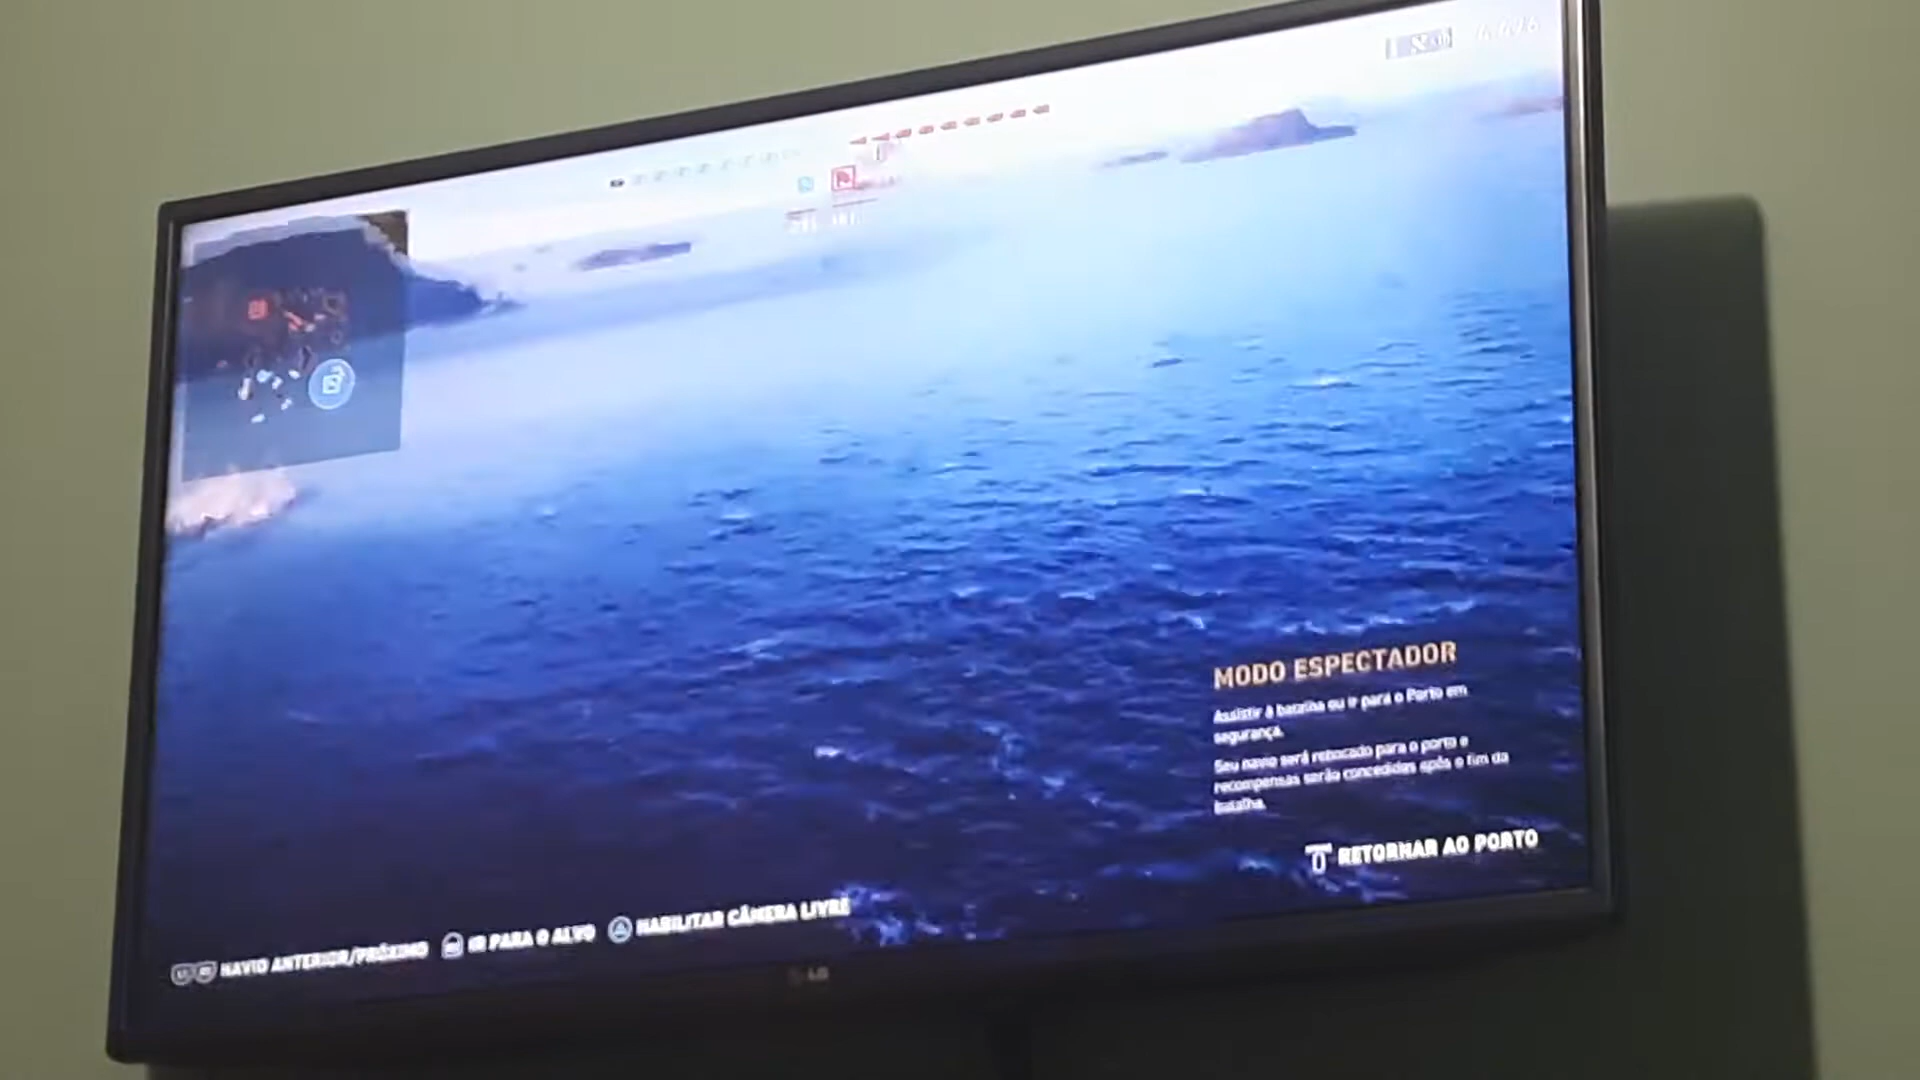 MODO ESPECTADOR
Assistir à batalha ou ir para o Porto em
segurança.
Seu navio será rebocado para o porto e
recompensas serão concedidas após o fim da
batalha.
RETORNAR AO PORTO
NAVIO ANTERIOR/PRÓXIMO IR PARA O ALVO HABILITAR CÂMERA LIVRE
LG